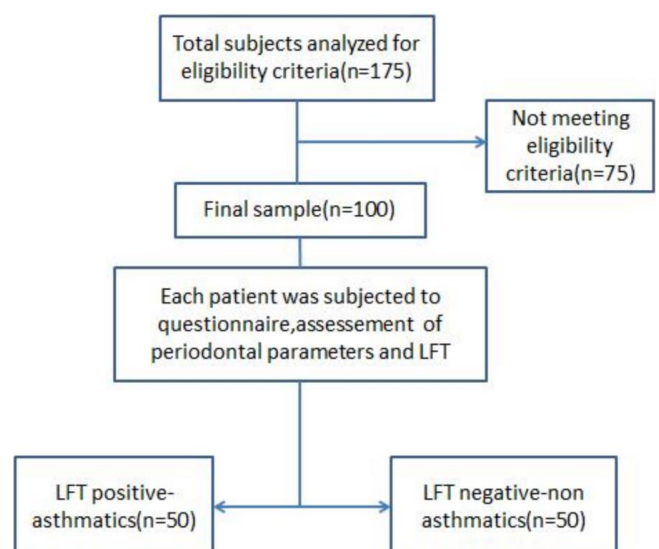 Total subjects analyzed for
eligibility criteria(n=175)
Not meeting
eligibility
criteria(n=75)
Final sample(n=100)
Each patient was subjected to
questionnaire,assessement of
periodontal parameters and LFT
LFT positive-
asthmatics(n=50)
LFT negative-non
asthmatics(n=50)